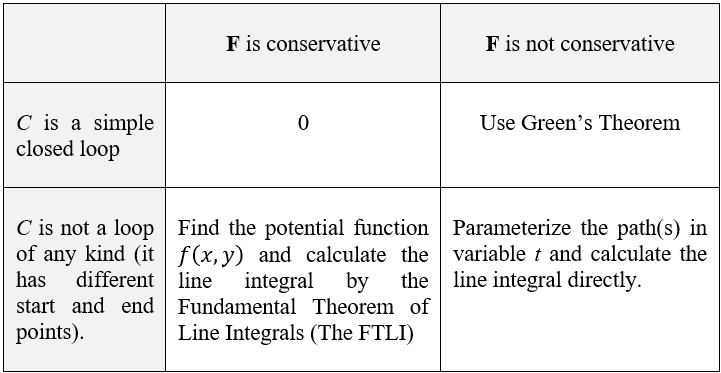 F is conservative
F is not conservative
C is a simple
closed loop
0
Use Green's Theorem
C is not a loop
of any kind (it
has different
start and end
points).
Find the potential function
f(x, y) and calculate the
line integral by the
Fundamental Theorem of
Line Integrals (The FTLI)
Parameterize the path(s) in
variable t and calculate the
line integral directly.